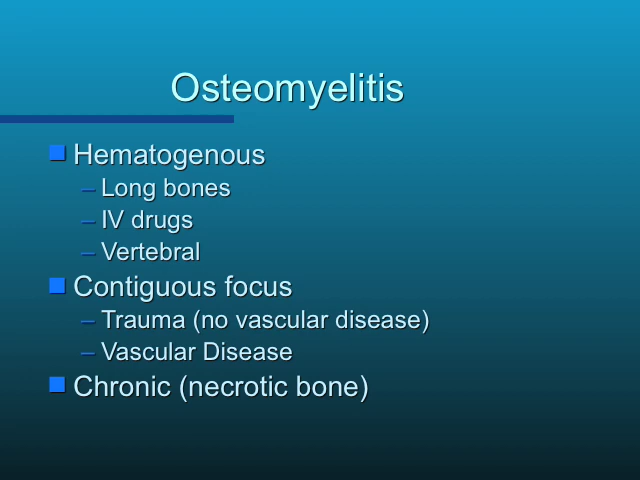 Osteomyelitis
Hematogenous
– Long bones
– IV drugs
– Vertebral
Contiguous focus
– Trauma (no vascular disease)
– Vascular Disease
Chronic (necrotic bone)